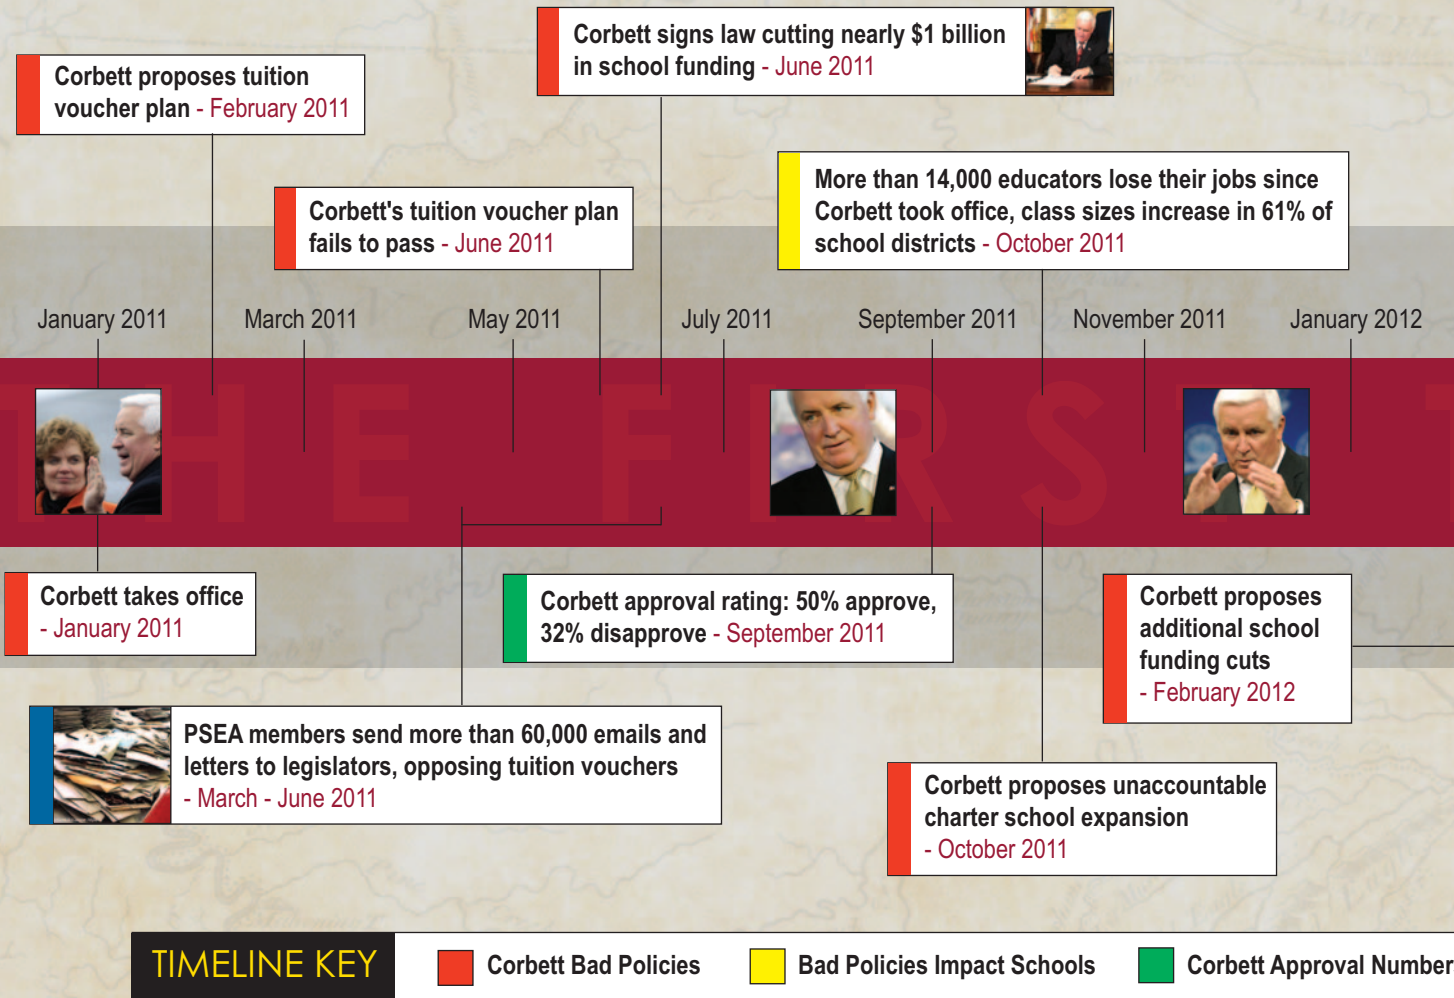 Corbett signs law cutting nearly $1 billion
in school funding - June 2011
Corbett proposes tuition
voucher plan - February 2011
More than 14,000 educators lose their jobs since
Corbett took office, class sizes increase in 61% of
school districts - October 2011
Corbett's tuition voucher plan
fails to pass - June 2011
January 2011
March 2011
May 2011
July 2011
September 2011
November 2011
January 2012
THE FIRST T
Corbett takes office
- January 2011
Corbett approval rating: 50% approve,
32% disapprove - September 2011
Corbett proposes
additional school
funding cuts
- February 2012
PSEA members send more than 60,000 emails and
letters to legislators, opposing tuition vouchers
- March - June 2011
Corbett proposes unaccountable
charter school expansion
- October 2011
TIMELINE KEY
Corbett Bad Policies
Bad Policies Impact Schools
Corbett Approval Number